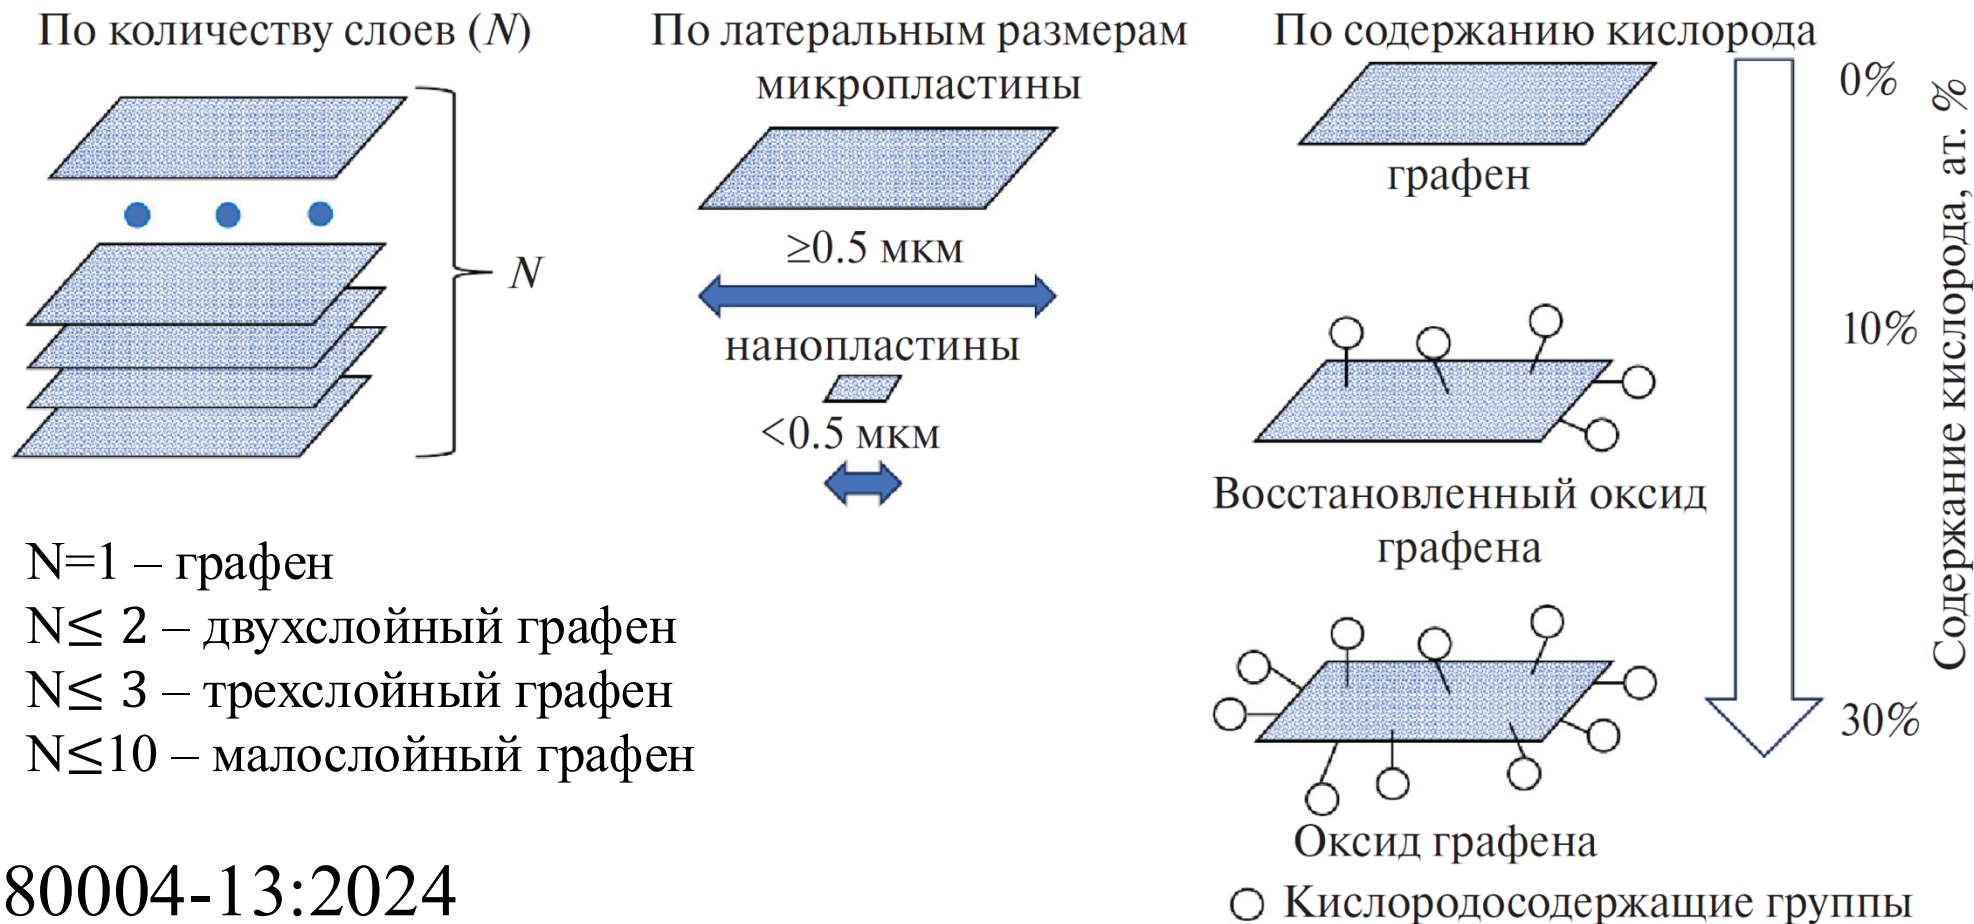 По количеству слоев (N)
N
N=1 – графен
N≤ 2 – двухслойный графен
N≤ 3 – трехслойный графен
N≤10 – малослойный графен
80004-13:2024
По латеральным размерам
микропластины
≥0.5 мкм
нанопластины
<0.5 мкм
По содержанию кислорода
графен
Восстановленный оксид
графена
Оксид графена
Кислородосодержащие группы
0%
10%
30%
Содержание кислорода, ат. %